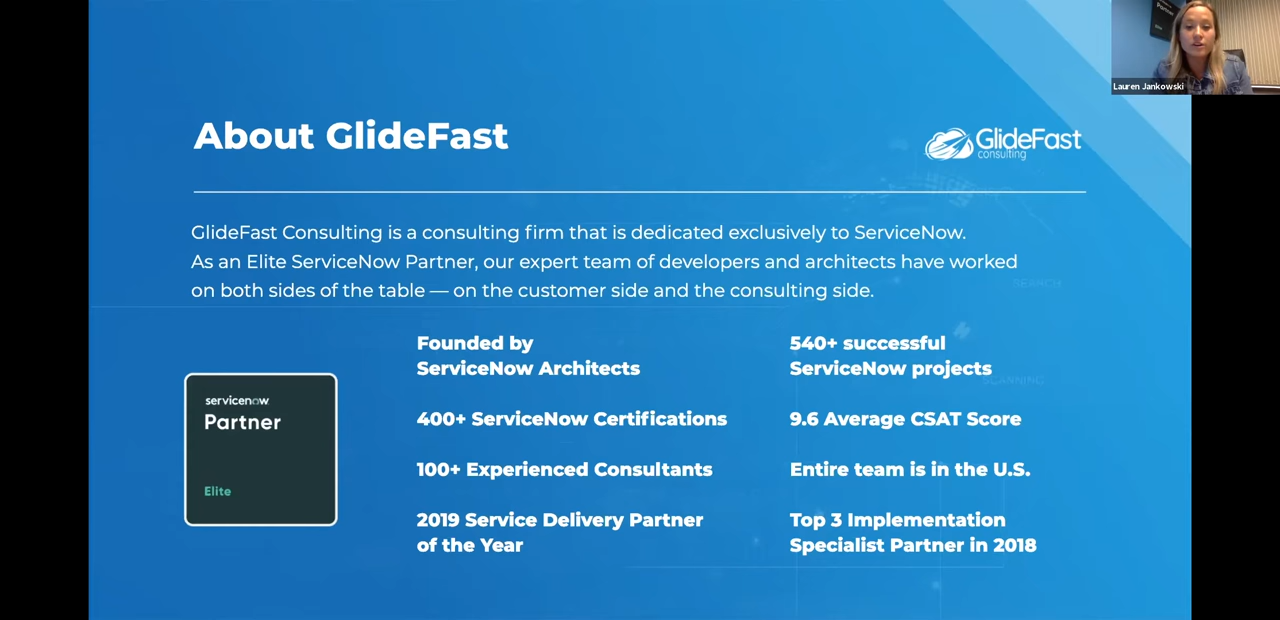 Partner
Elite
Lauren Jankowski
About GlideFast
GlideFast
consulting
GlideFast Consulting is a consulting firm that is dedicated exclusively to ServiceNow.
As an Elite ServiceNow Partner, our expert team of developers and architects have worked
on both sides of the table — on the customer side and the consulting side.
SEARCH
Founded by
ServiceNow Architects
540+ successful
ServiceNow projects
SCANNING
servicenow
Partner
Elite
400+ ServiceNow Certifications
9.6 Average CSAT Score
100+ Experienced Consultants
Entire team is in the U.S.
2019 Service Delivery Partner
of the Year
Top 3 Implementation
Specialist Partner in 2018